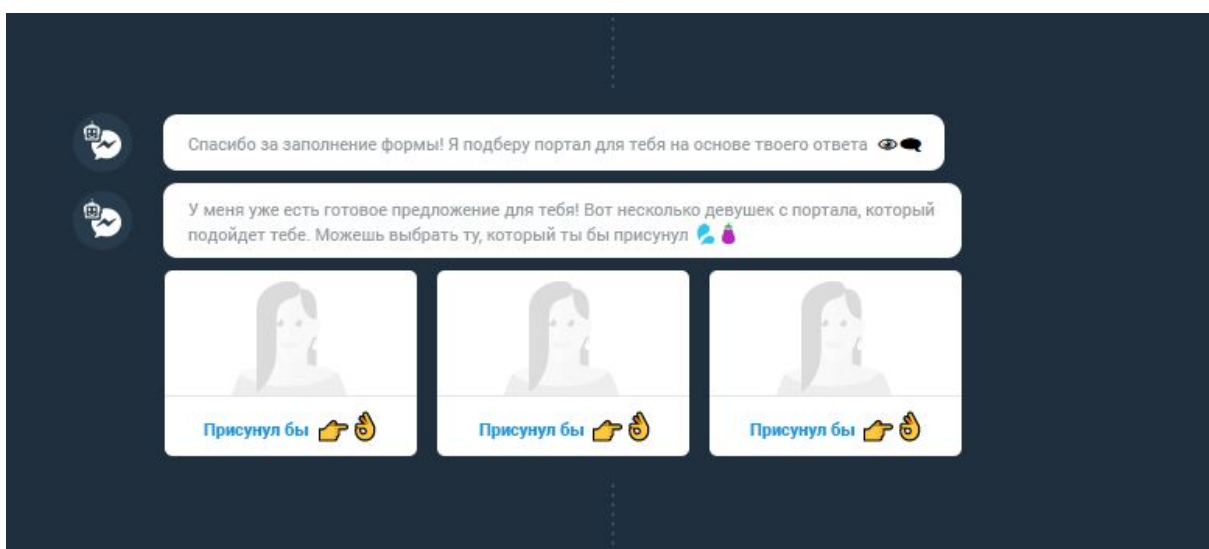 Спасибо за заполнение формы! Я подберу портал для тебя на основе твоего ответа 👁️🗨️
У меня уже есть готовое предложение для тебя! Вот несколько девушек с портала, который
подойдет тебе. Можешь выбрать ту, который ты бы присунул 💦🍆
Присунул бы 👉👌 Присунул бы 👉👌 Присунул бы 👉👌